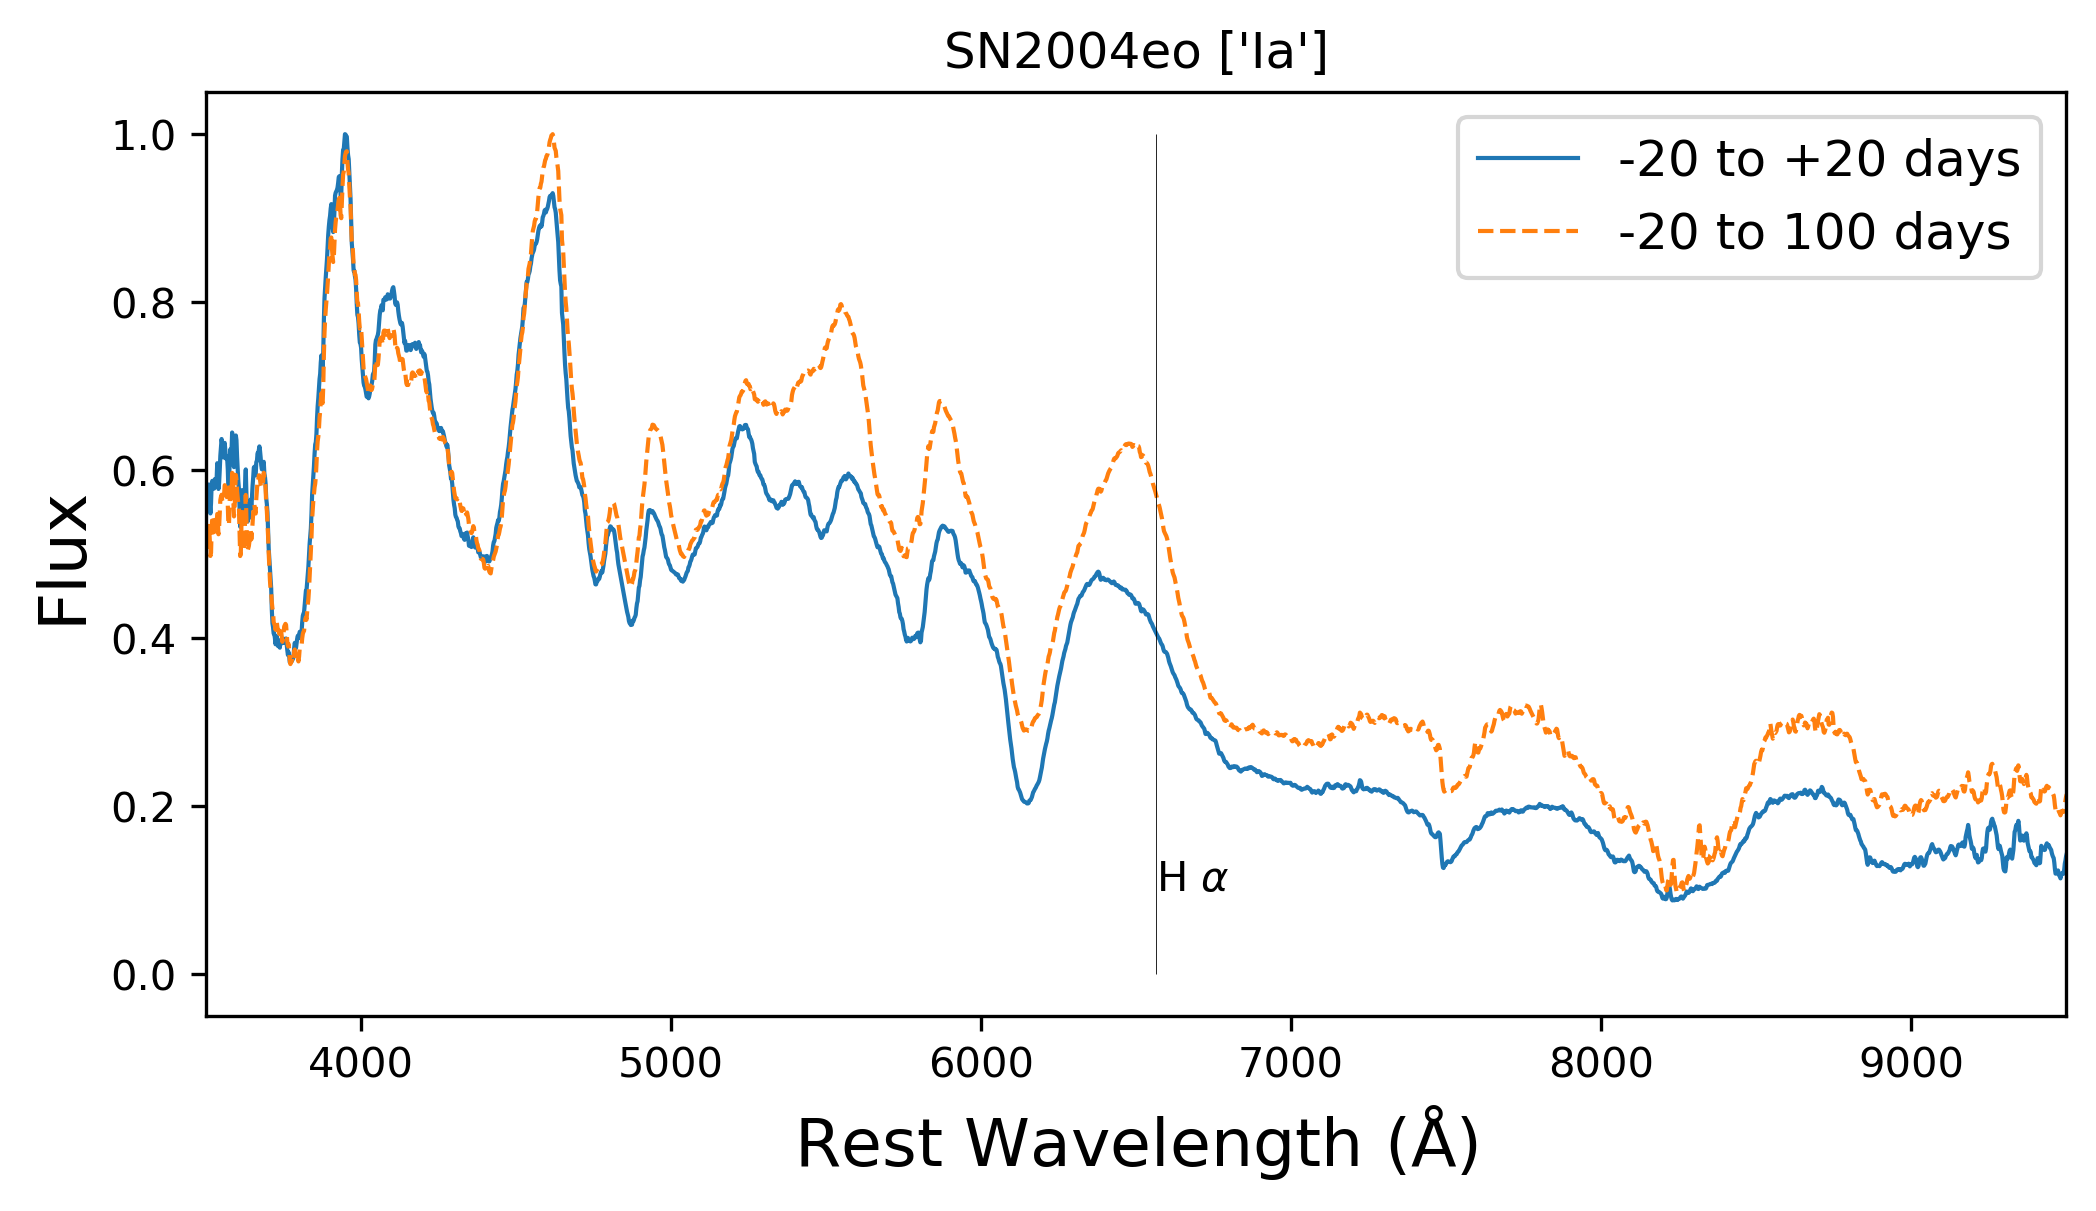 SN2004eo ['Ia']
-20 to +20 days
-20 to 100 days
1.0
0.8
0.6
0.4
0.2
0.0
Flux
H α
4000 5000 6000 7000 8000 9000
Rest Wavelength (Å)